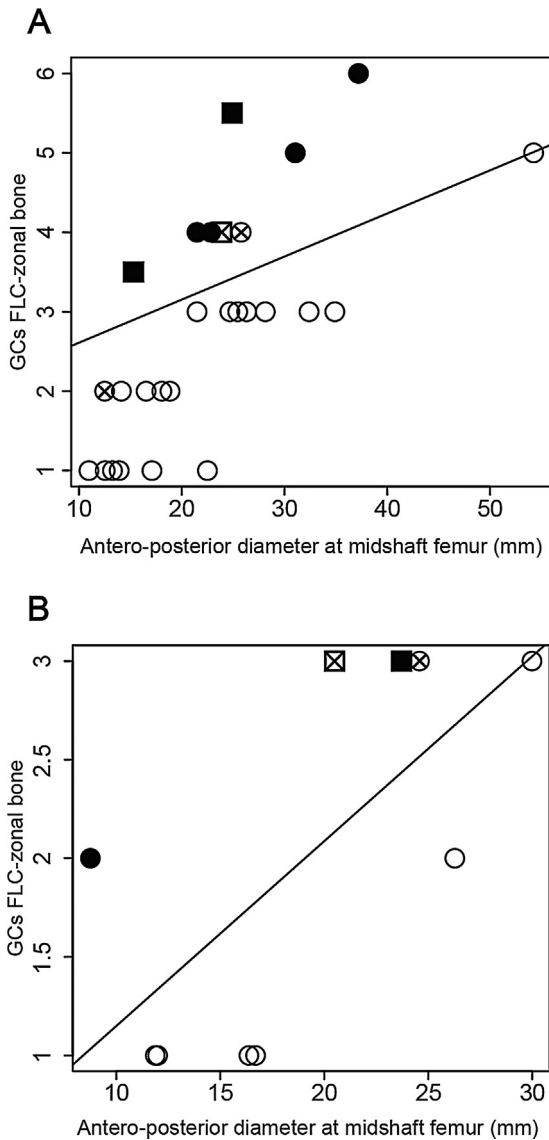 A
6
5
4
3
2
1
GCs FLC-zonal bone
10 20 30 40 50
Antero-posterior diameter at midshaft femur (mm)
B
3
2.5
2
1.5
1
GCs FLC-zonal bone
10 15 20 25 30
Antero-posterior diameter at midshaft femur (mm)